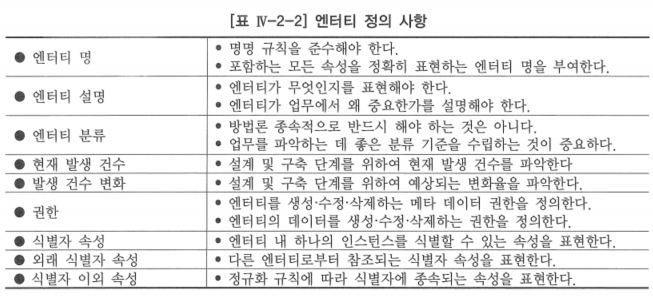 [표 Ⅳ-2-2] 엔터티 정의 사항
● 엔터티 명
• 명명 규칙을 준수해야 한다.
• 포함하는 모든 속성을 정확히 표현하는 엔터티 명을 부여한다.
● 엔터티 설명
• 엔터티가 무엇인지를 표현해야 한다.
• 엔터티가 업무에서 왜 중요한가를 설명해야 한다.
● 엔터티 분류
• 방법론 종속적으로 반드시 해야 하는 것은 아니다.
• 업무를 파악하는 데 좋은 분류 기준을 수립하는 것이 중요하다.
● 현재 발생 건수
• 설계 및 구축 단계를 위하여 현재 발생 건수를 파악한다
● 발생 건수 변화
• 설계 및 구축 단계를 위하여 예상되는 변화율을 파악한다.
● 권한
• 엔터티를 생성·수정·삭제하는 메타 데이터 권한을 정의한다.
• 엔터티의 데이터를 생성·수정·삭제하는 권한을 정의한다.
● 식별자 속성
• 엔터티 내 하나의 인스턴스를 식별할 수 있는 속성을 표현한다.
● 외래 식별자 속성
• 다른 엔터티로부터 참조되는 식별자 속성을 표현한다.
● 식별자 이외 속성
• 정규화 규칙에 따라 식별자에 종속되는 속성을 표현한다.